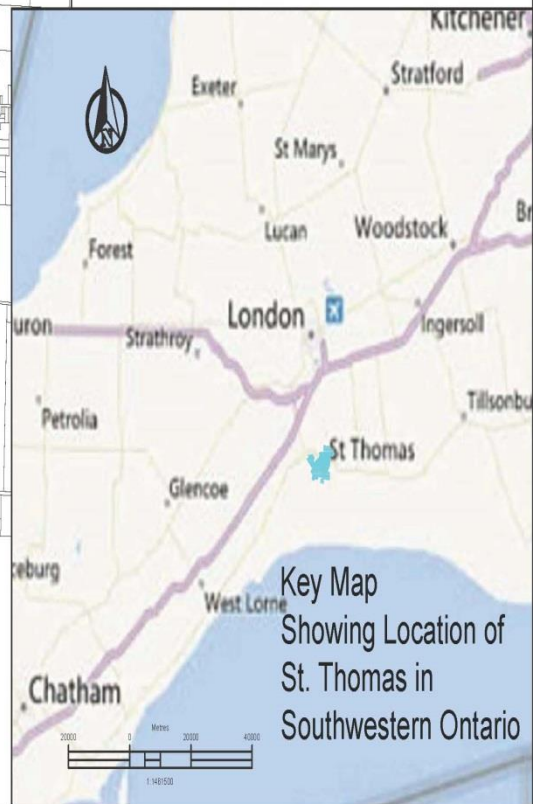 Kitchener
Exeter
Stratford
St Marys
Lucan
Woodstock
Br
Forest
N
London
Ingersoll
uron
Strathroy
Tillsonbu
Petrolia
St Thomas
Glencoe
ceburg
West Lorne
Key Map
Showing Location of
St. Thomas in
Southwestern Ontario
Chatham
Metres
20000 0 20000 40000
1:1481500